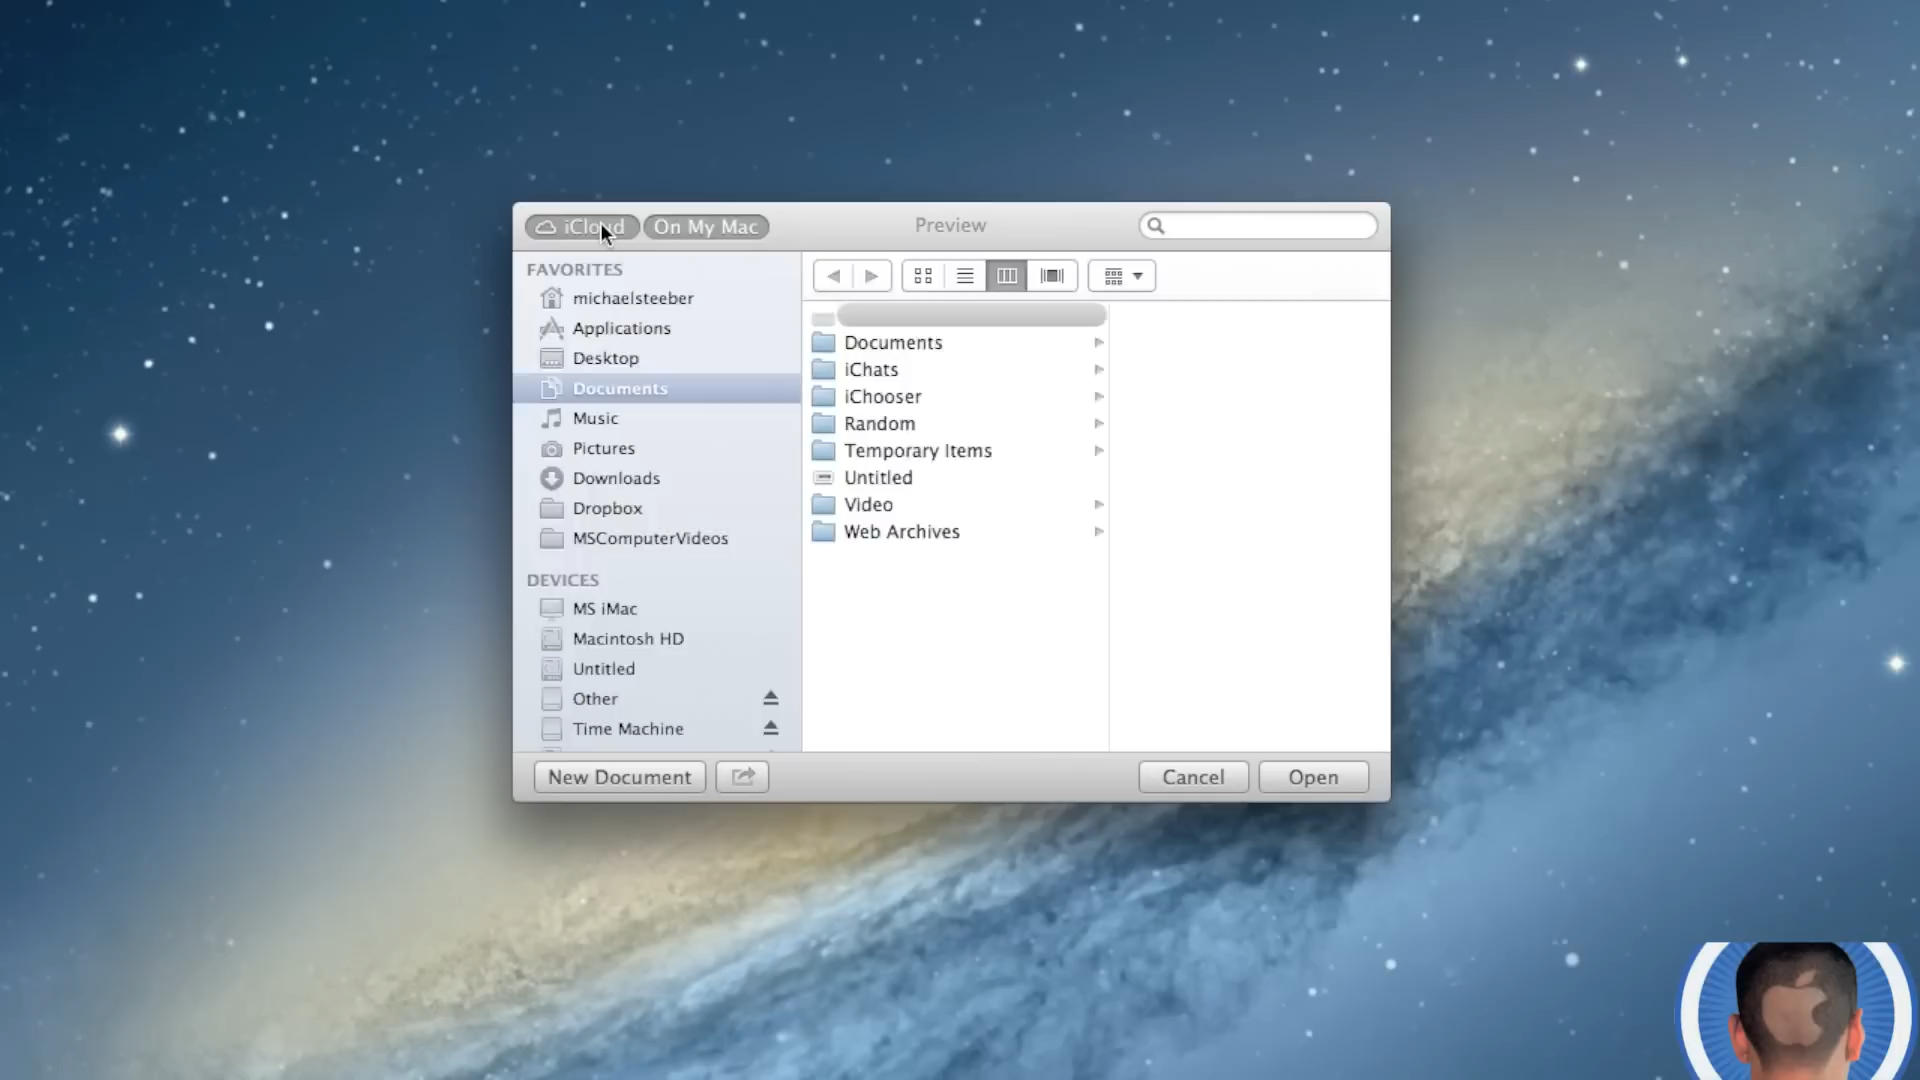 iCloud
On My Mac
Preview
FAVORITES
michaelsteeber
Applications
Desktop
Documents
Music
Pictures
Downloads
Dropbox
MSComputerVideos
DEVICES
MS iMac
Macintosh HD
Untitled
Other
Time Machine
Documents
iChats
iChooser
Random
Temporary Items
Untitled
Video
Web Archives
New Document
Cancel
Open